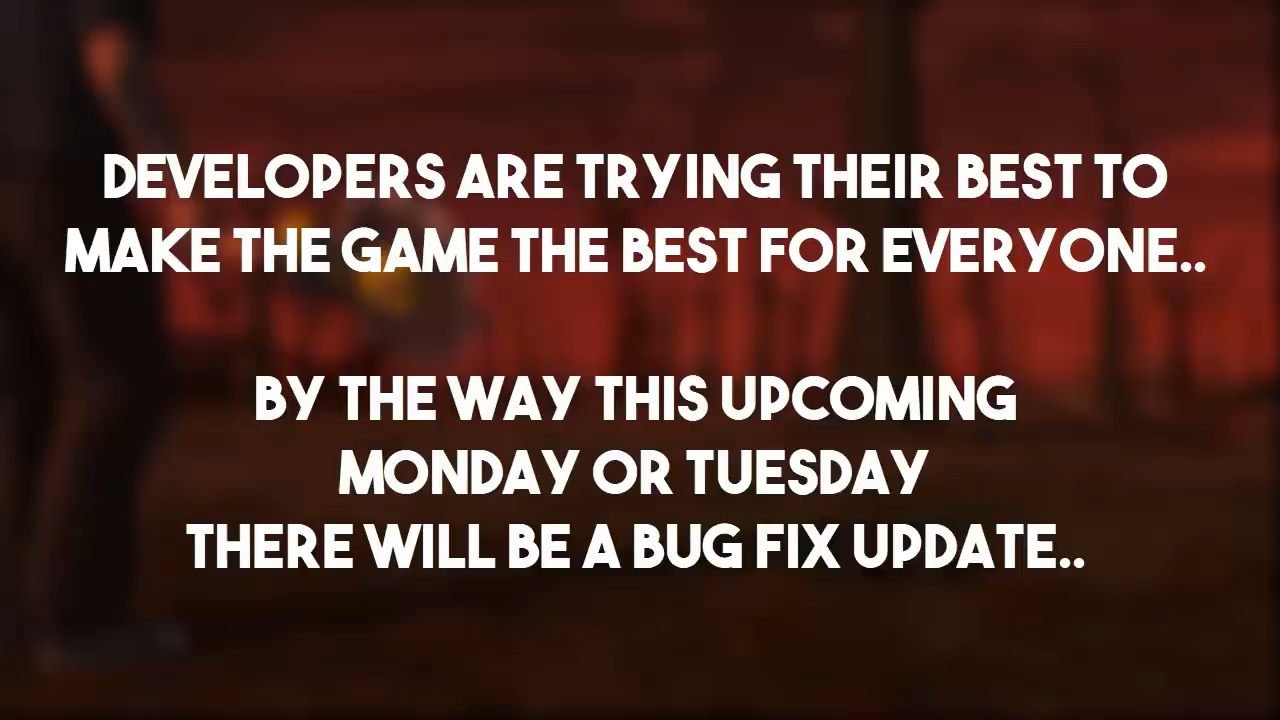 DEVELOPERS ARE TRYING THEIR BEST TO
MAKE THE GAME THE BEST FOR EVERYONE..
BY THE WAY THIS UPCOMING
MONDAY OR TUESDAY
THERE WILL BE A BUG FIX UPDATE..